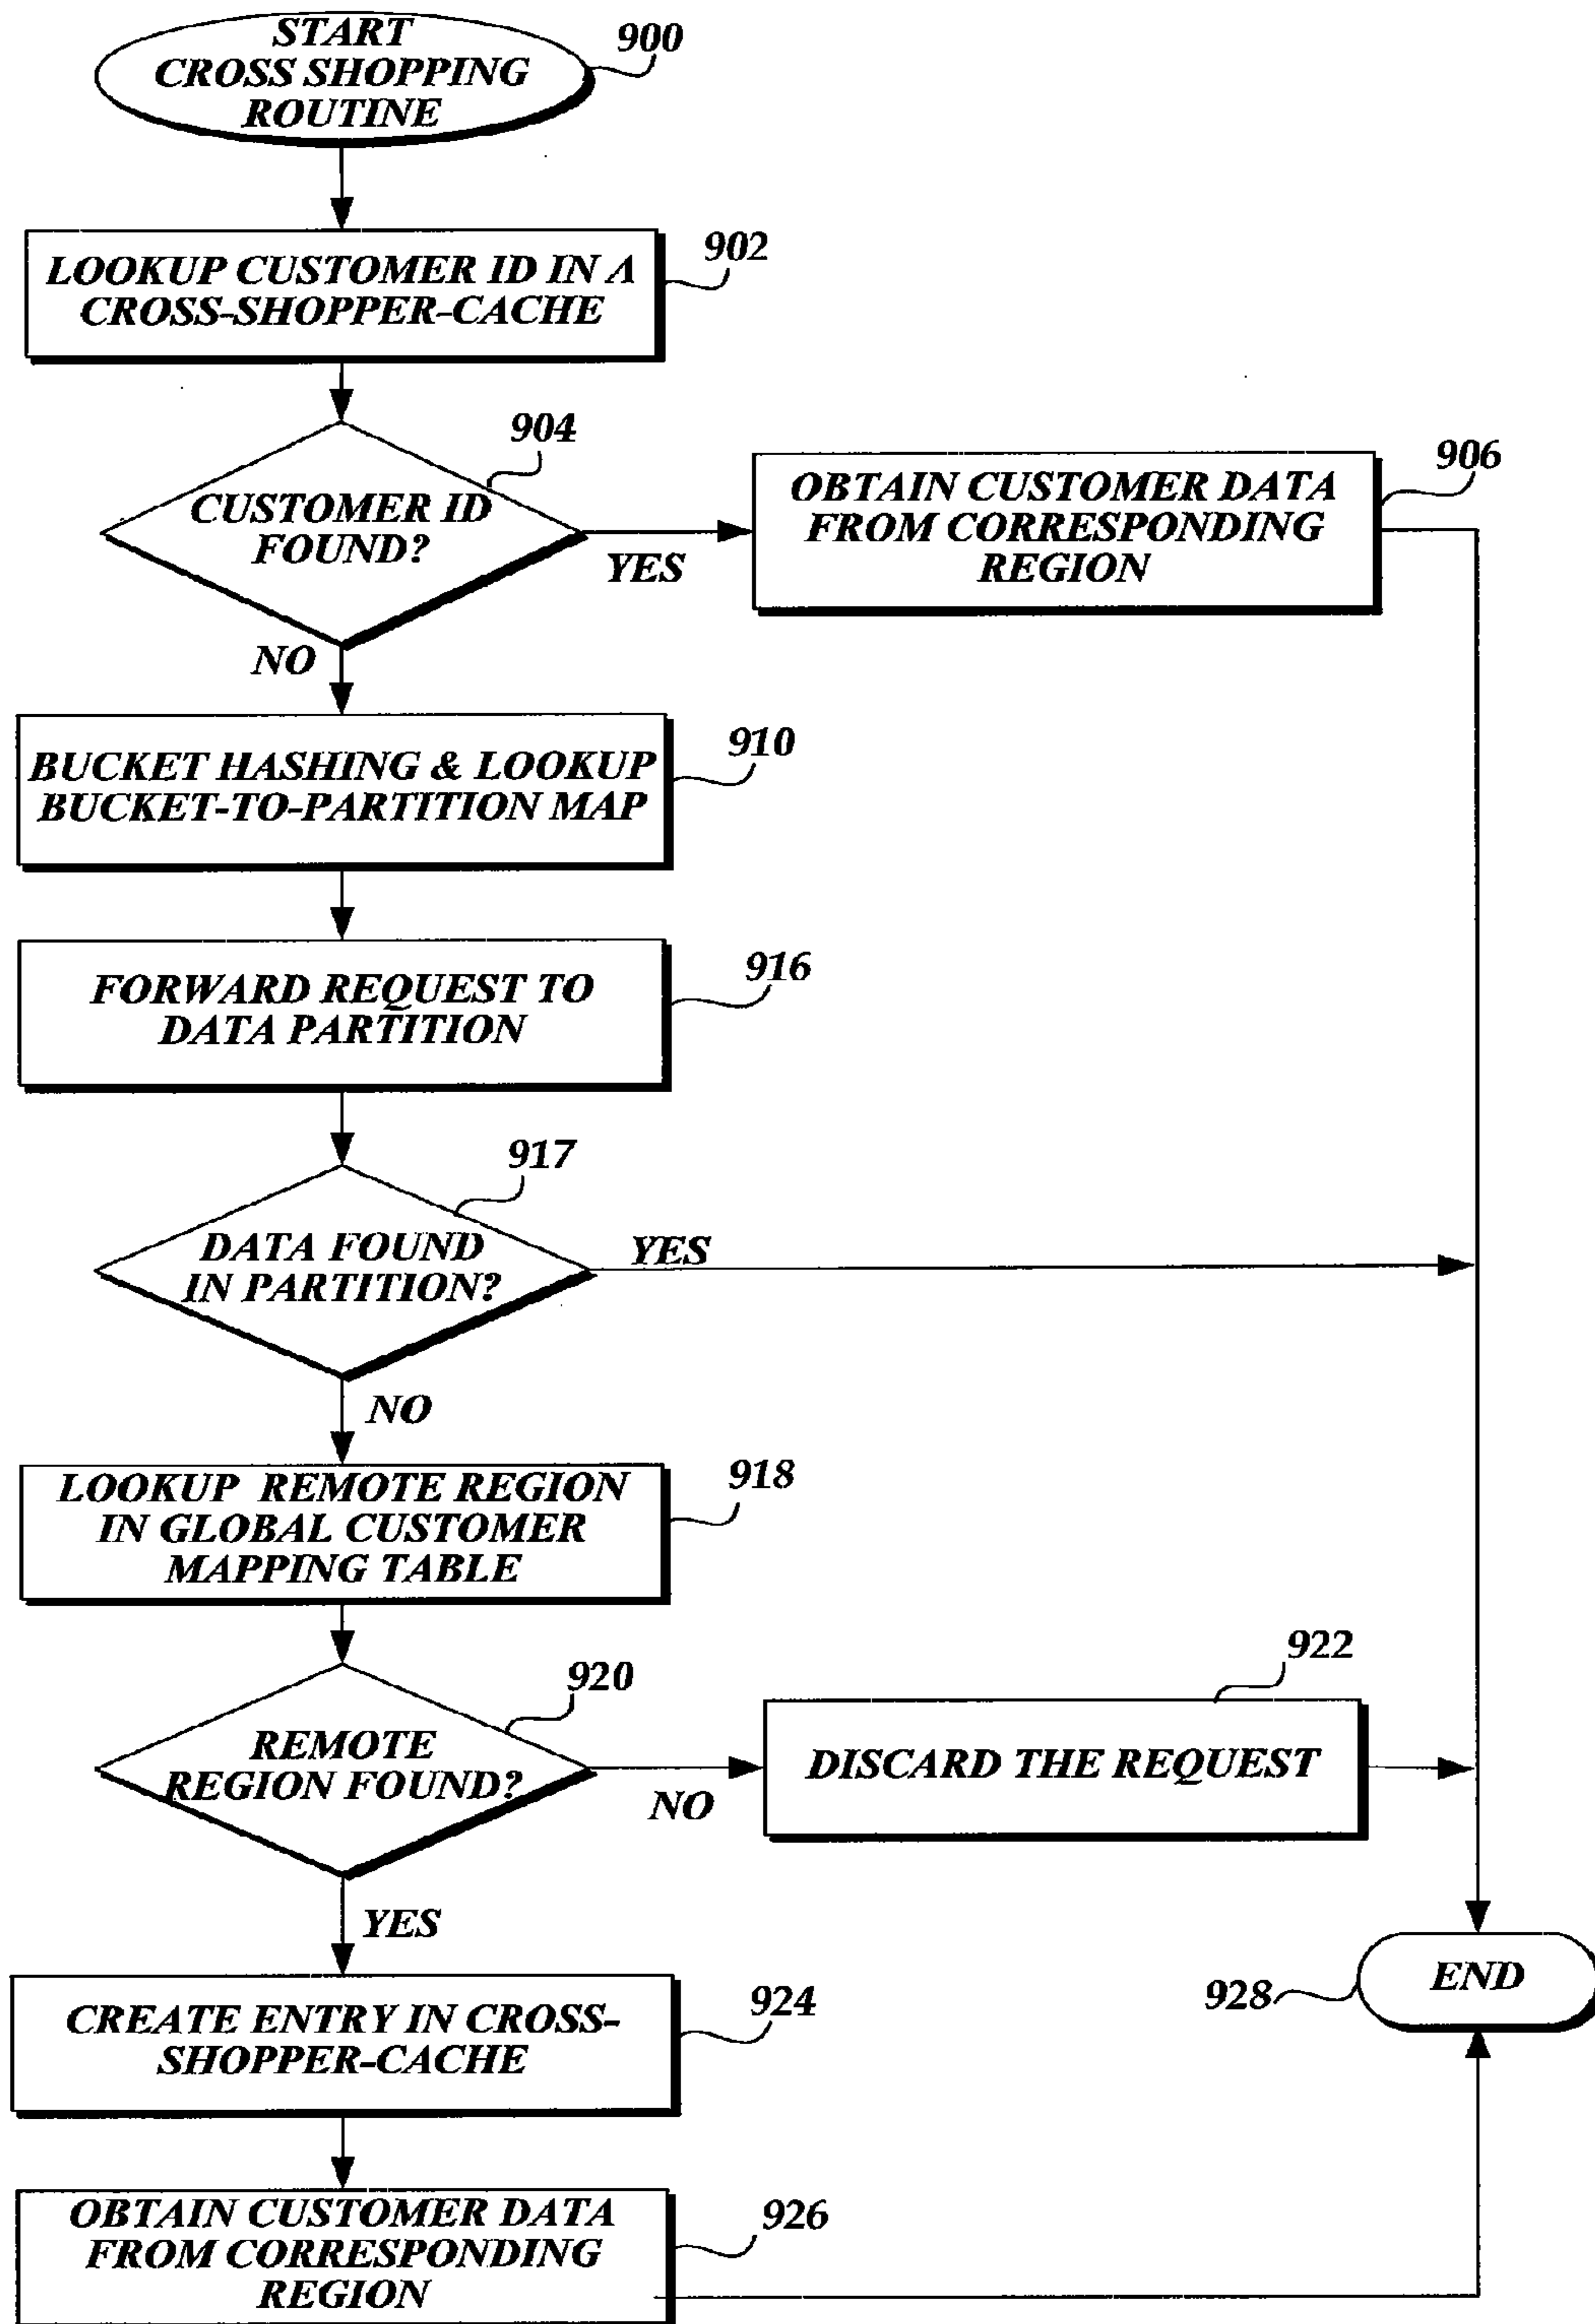 START
CROSS SHOPPING
ROUTINE
900
LOOKUP CUSTOMER ID IN A
CROSS-SHOPPER-CACHE
902
904
CUSTOMER ID
FOUND?
YES
NO
OBTAIN CUSTOMER DATA
FROM CORRESPONDING
REGION
906
BUCKET HASHING & LOOKUP
BUCKET-TO-PARTITION MAP
910
FORWARD REQUEST TO
DATA PARTITION
916
917
DATA FOUND
IN PARTITION?
YES
NO
LOOKUP REMOTE REGION
IN GLOBAL CUSTOMER
MAPPING TABLE
918
920
REMOTE
REGION FOUND?
NO
YES
922
DISCARD THE REQUEST
CREATE ENTRY IN CROSS-
SHOPPER-CACHE
924
928
END
OBTAIN CUSTOMER DATA
FROM CORRESPONDING
REGION
926